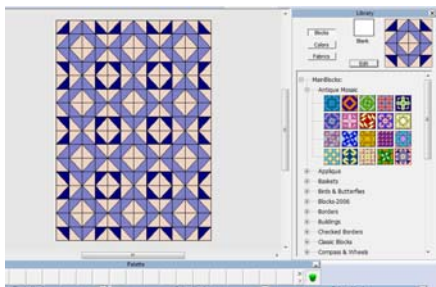 Library
Blocks
Colors
Fabrics
Blank
Edit
MainBlocks:
Antique Mosaic
Applique
Baskets
Birds & Butterflies
Blocks-2006
Borders
Buildings
Checked Borders
Classic Blocks
Compass & Wheels
Palette